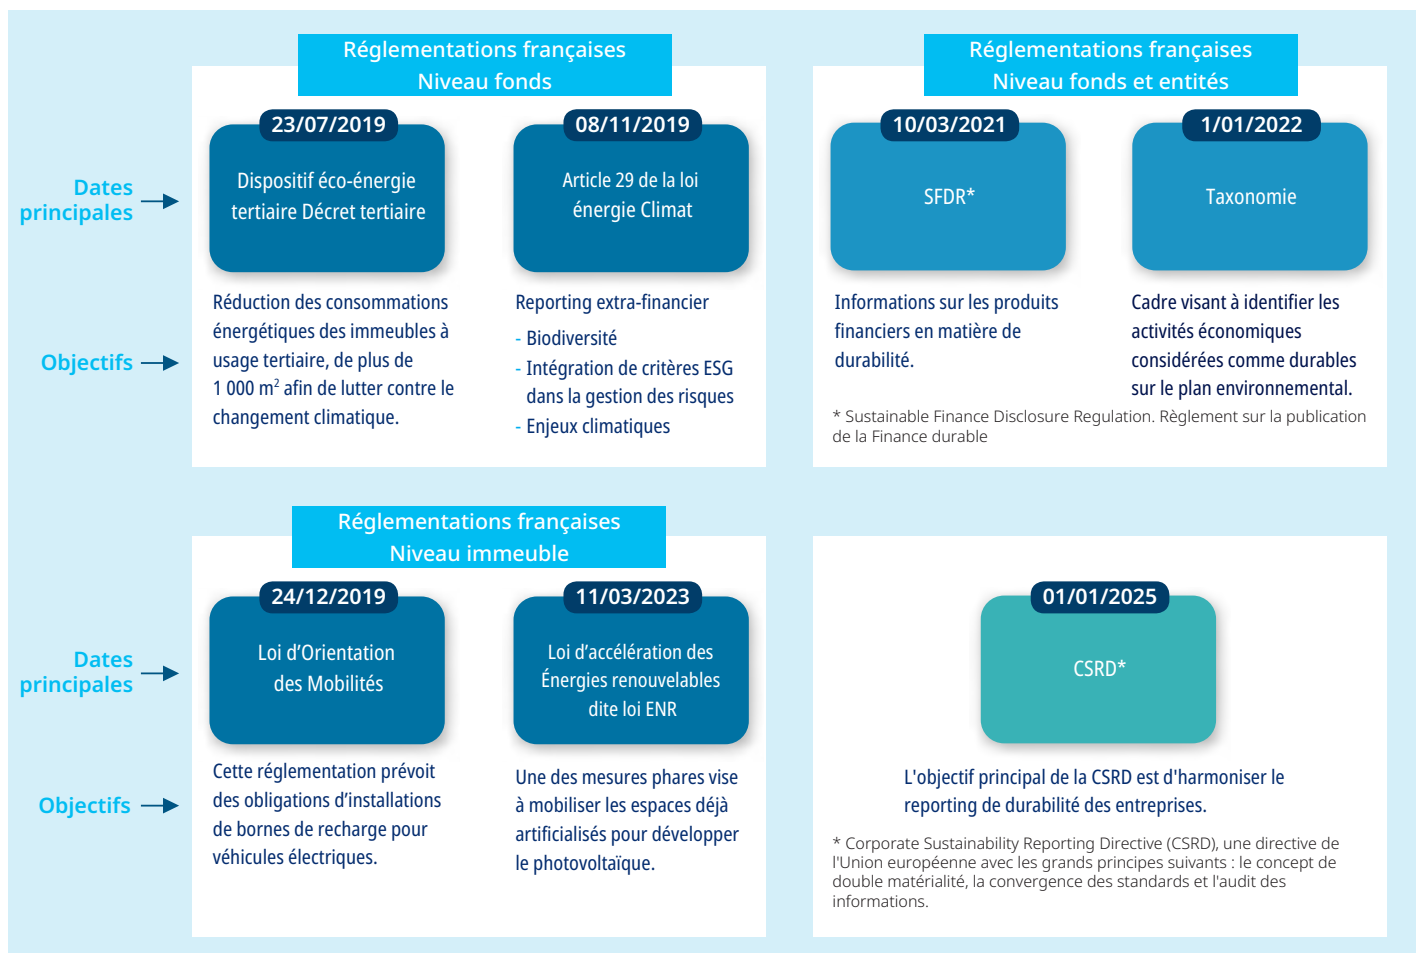 Réglementations françaises
Niveau fonds
Dates
principales
23/07/2019
Dispositif éco-énergie
tertiaire Décret tertiaire
08/11/2019
Article 29 de la loi
énergie Climat
Objectifs
Réduction des consommations
énergétiques des immeubles à
usage tertiaire, de plus de
1 000 m² afin de lutter contre le
changement climatique.
Reporting extra-financier
- Biodiversité
- Intégration de critères ESG
dans la gestion des risques
- Enjeux climatiques
Réglementations françaises
Niveau fonds et entités
10/03/2021
SFDR*
1/01/2022
Taxonomie
Informations sur les produits
financiers en matière de
durabilité.
Cadre visant à identifier les
activités économiques
considérées comme durables
sur le plan environnemental.
* Sustainable Finance Disclosure Regulation. Règlement sur la publication
de la Finance durable
Réglementations françaises
Niveau immeuble
Dates
principales
24/12/2019
Loi d’Orientation
des Mobilités
11/03/2023
Loi d’accélération des
Énergies renouvelables
dite loi ENR
Objectifs
Cette réglementation prévoit
des obligations d’installations
de bornes de recharge pour
véhicules électriques.
Une des mesures phares vise
à mobiliser les espaces déjà
artificialisés pour développer
le photovoltaïque.
01/01/2025
CSRD*
L'objectif principal de la CSRD est d'harmoniser le
reporting de durabilité des entreprises.
* Corporate Sustainability Reporting Directive (CSRD), une directive de
l'Union européenne avec les grands principes suivants : le concept de
double matérialité, la convergence des standards et l'audit des
informations.